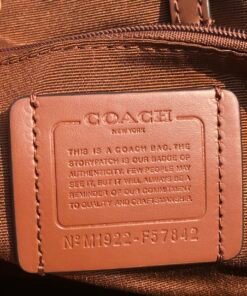 COACH
NEW YORK
THIS IS A COACH BAG. THE
STORYPATCH IS OUR BADGE OF
AUTHENTICITY. FEW PEOPLE MAY
SEE IT, BUT IT WILL ALWAYS BE A
REMINDER OF OUR COMMITMENT
TO QUALITY AND CRAFTSMANSHIP.
Nº M1922-F57842